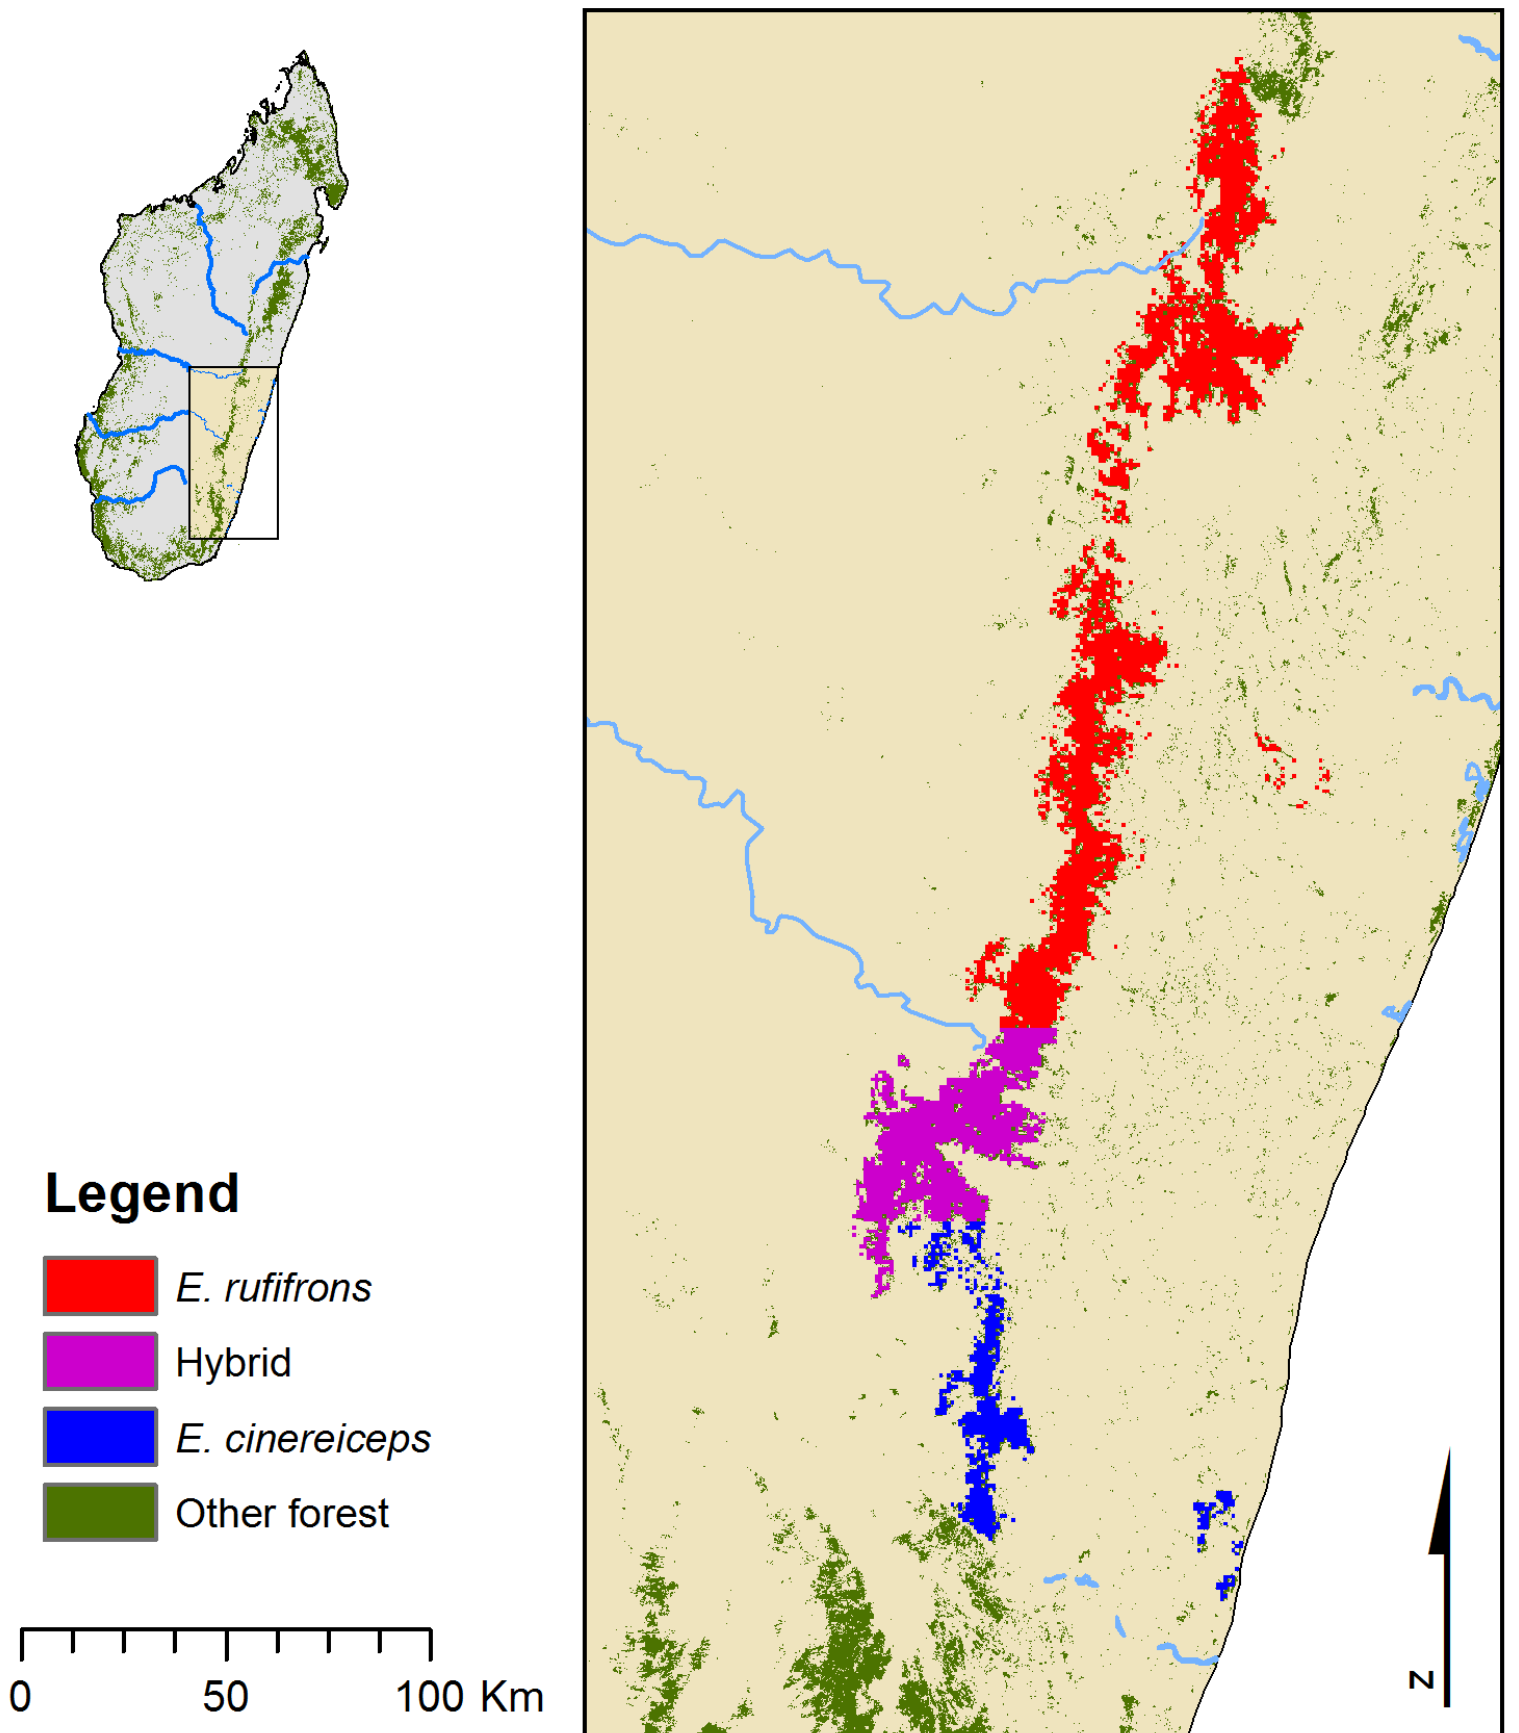 Legend
E. rufifrons
Hybrid
E. cinereiceps
Other forest
0 50 100 Km
N